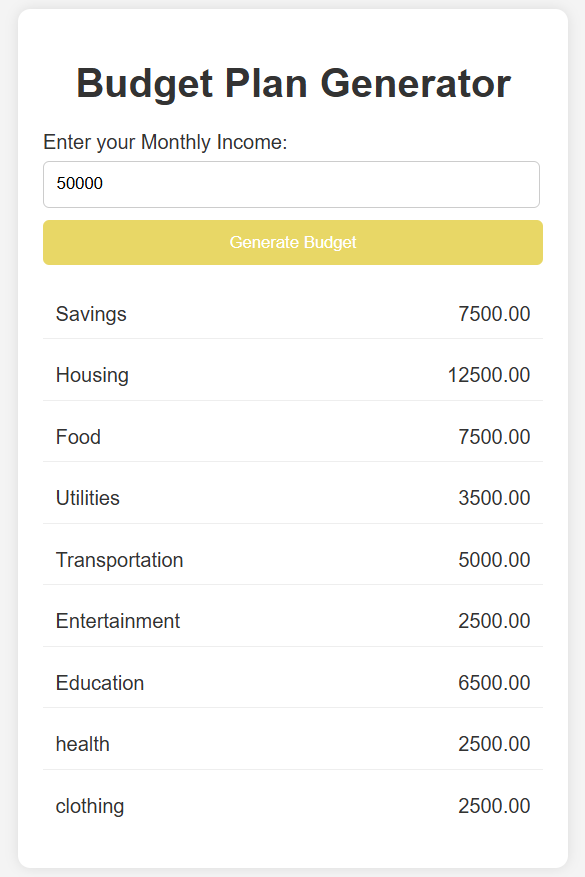 Budget Plan Generator
Enter your Monthly Income:
50000
Generate Budget
Savings 7500.00
Housing 12500.00
Food 7500.00
Utilities 3500.00
Transportation 5000.00
Entertainment 2500.00
Education 6500.00
health 2500.00
clothing 2500.00